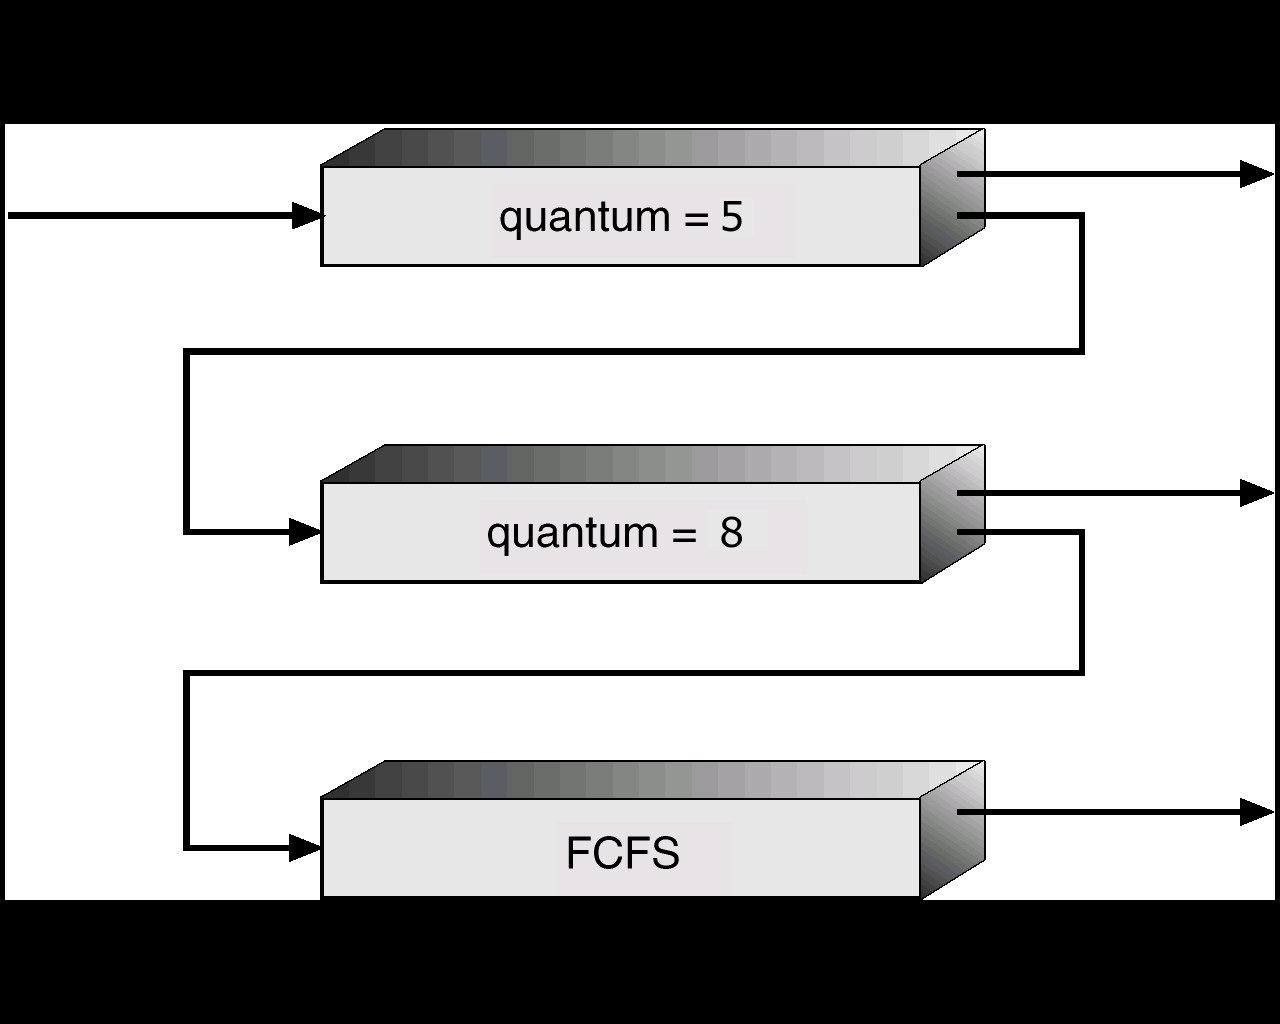 quantum = 5
quantum = 8
FCFS